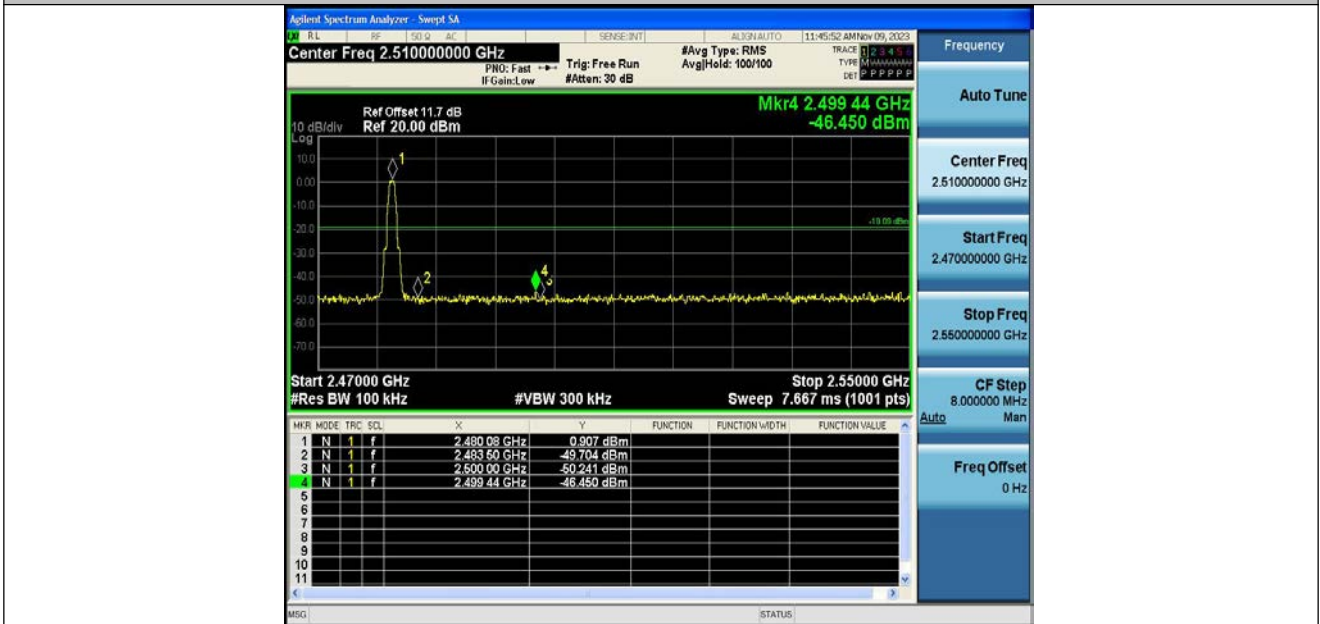 Agilent Spectrum Analyzer - Swept SA
RL RF 50 Ω AC SENSE:INT ALIGN AUTO 11:45:52 AM Nov 09, 2023
Center Freq 2.510000000 GHz #Avg Type: RMS TRACE 1 2 3 4 5 6
PNO: Fast Trig: Free Run Avg|Hold: 100/100 TYPE M
IFGain:Low #Atten: 30 dB DET P P P P P P
Frequency
Mkr4 2.499 44 GHz
Ref Offset 11.7 dB
10 dB/div Ref 20.00 dBm -46.450 dBm
Log
10.0
0.00
-10.0
-20.0
-30.0
-40.0
-50.0
-60.0
-70.0
1
2
4
3
-19.09 dBm
Start 2.47000 GHz Stop 2.55000 GHz
#Res BW 100 kHz #VBW 300 kHz Sweep 7.667 ms (1001 pts)
MKR MODE TRC SCL X Y FUNCTION FUNCTION WIDTH FUNCTION VALUE
1 N 1 f 2.480 08 GHz 0.907 dBm
2 N 1 f 2.483 50 GHz -49.704 dBm
3 N 1 f 2.500 00 GHz -50.241 dBm
4 N 1 f 2.499 44 GHz -46.450 dBm
5
6
7
8
9
10
11
MSG STATUS
Auto Tune
Center Freq
2.510000000 GHz
Start Freq
2.470000000 GHz
Stop Freq
2.550000000 GHz
CF Step
8.000000 MHz
Auto Man
Freq Offset
0 Hz